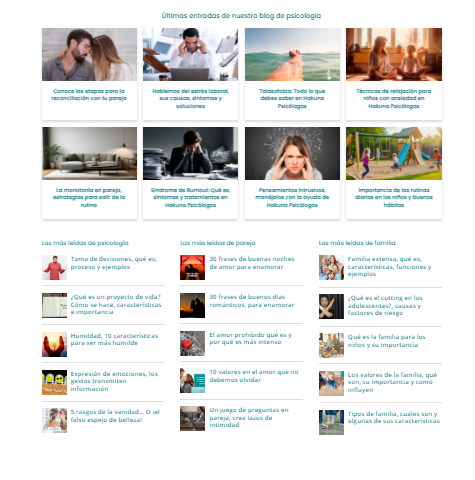 Últimas entradas de nuestro blog de psicología
Conoce las etapas para la
reconciliación con tu pareja
Hablemos del estrés laboral,
sus causas, síntomas y
soluciones
Talasofobia: Todo lo que
debes saber en Hakuna
Psicólogos
Técnicas de relajación para
niños con ansiedad en
Hakuna Psicólogos
La monotonía en pareja,
estrategias para salir de la
rutina
Síndrome de Burnout: Qué es,
síntomas y tratamientos en
Hakuna Psicólogos
Pensamientos intrusivos,
manéjalos con la ayuda de
Hakuna Psicólogos
Importancia de las rutinas
diarias en los niños y buenos
hábitos
Las más leídas de psicología
Toma de decisiones, qué es,
proceso y ejemplos
¿Qué es un proyecto de vida?
Cómo se hace, características
e importancia
Humildad, 10 características
para ser más humilde
Expresión de emociones, los
gestos transmiten
información
5 rasgos de la vanidad... O ¡el
falso espejo de belleza!
Las más leídas de pareja
30 frases de buenas noches
de amor para enamorar
30 frases de buenos días
románticos, para enamorar
El amor prohibido qué es y
por qué es más intenso
10 valores en el amor que no
debemos olvidar
Un juego de preguntas en
pareja, crea lazos de
intimidad
Las más leídas de familia
Familia extensa, qué es,
características, funciones y
ejemplos
¿Qué es el cutting en los
adolescentes?, causas y
factores de riesgo
Qué es la familia para los
niños y su importancia
Los valores de la familia, qué
son, su importancia y como
influyen
Tipos de familia, cuáles son y
algunas de sus características